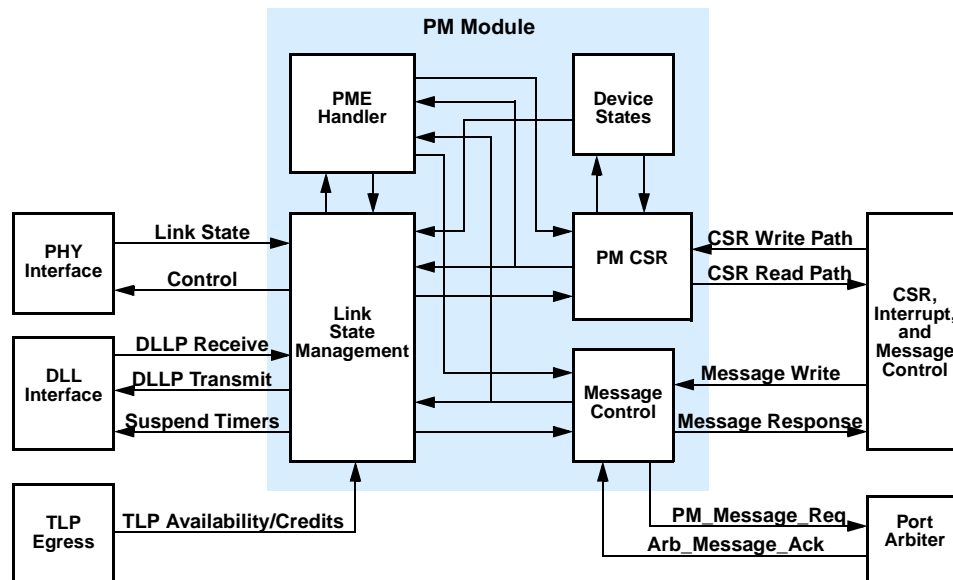 PM Module
PME
Handler
Device
States
PHY
Interface
Link State
Control
Link
State
Management
PM CSR
CSR Write Path
CSR Read Path
CSR,
Interrupt,
and
Message
Control
DLL
Interface
DLLP Receive
DLLP Transmit
Suspend Timers
Message
Control
Message Write
Message Response
TLP
Egress
TLP Availability/Credits
PM_Message_Req
Arb_Message_Ack
Port
Arbiter